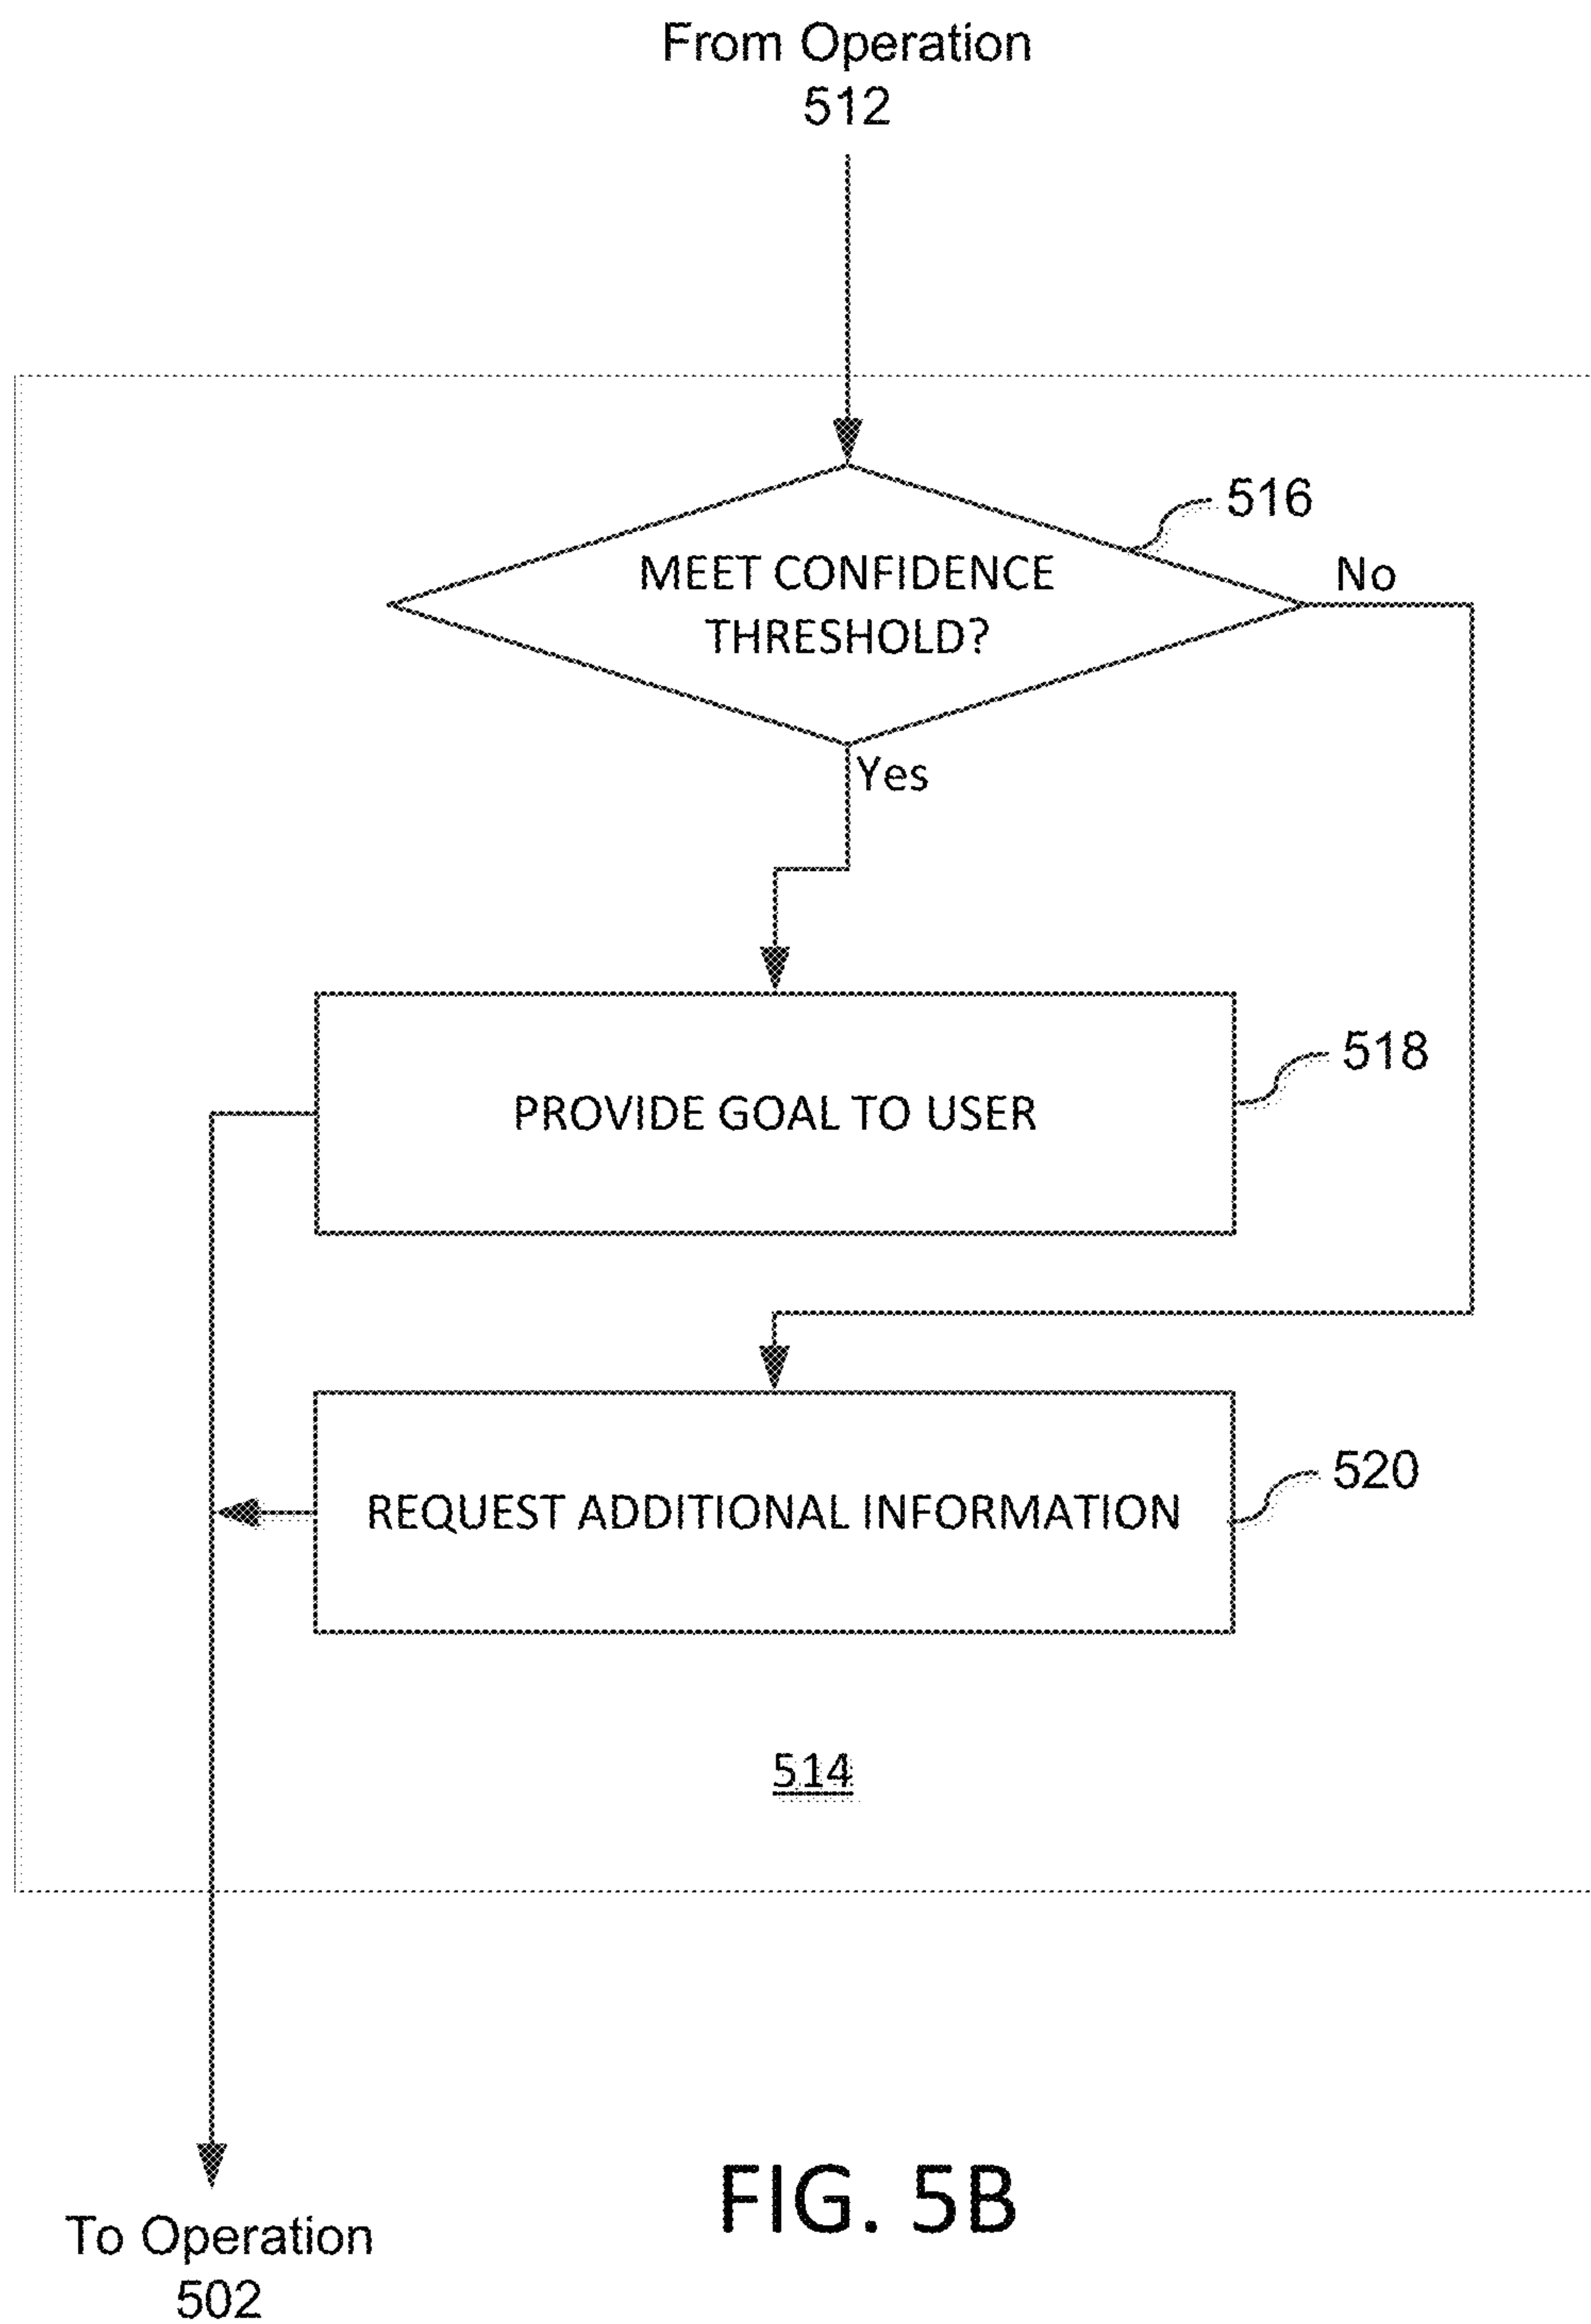 From Operation
512
516
MEET CONFIDENCE
THRESHOLD?
No
Yes
518
PROVIDE GOAL TO USER
520
REQUEST ADDITIONAL INFORMATION
514
To Operation
502
FIG. 5B